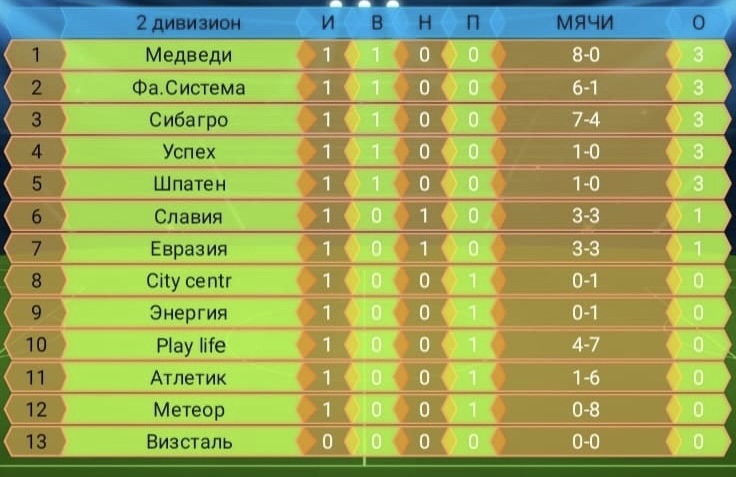 2 дивизион И В Н П МЯЧИ О
1 Медведи 1 1 0 0 8-0 3
2 Фа.Система 1 1 0 0 6-1 3
3 Сибагро 1 1 0 0 7-4 3
4 Успех 1 1 0 0 1-0 3
5 Шпатен 1 1 0 0 1-0 3
6 Славия 1 0 1 0 3-3 1
7 Евразия 1 0 1 0 3-3 1
8 City centr 1 0 0 1 0-1 0
9 Энергия 1 0 0 1 0-1 0
10 Play life 1 0 0 1 4-7 0
11 Атлетик 1 0 0 1 1-6 0
12 Метеор 1 0 0 1 0-8 0
13 Визсталь 0 0 0 0 0-0 0